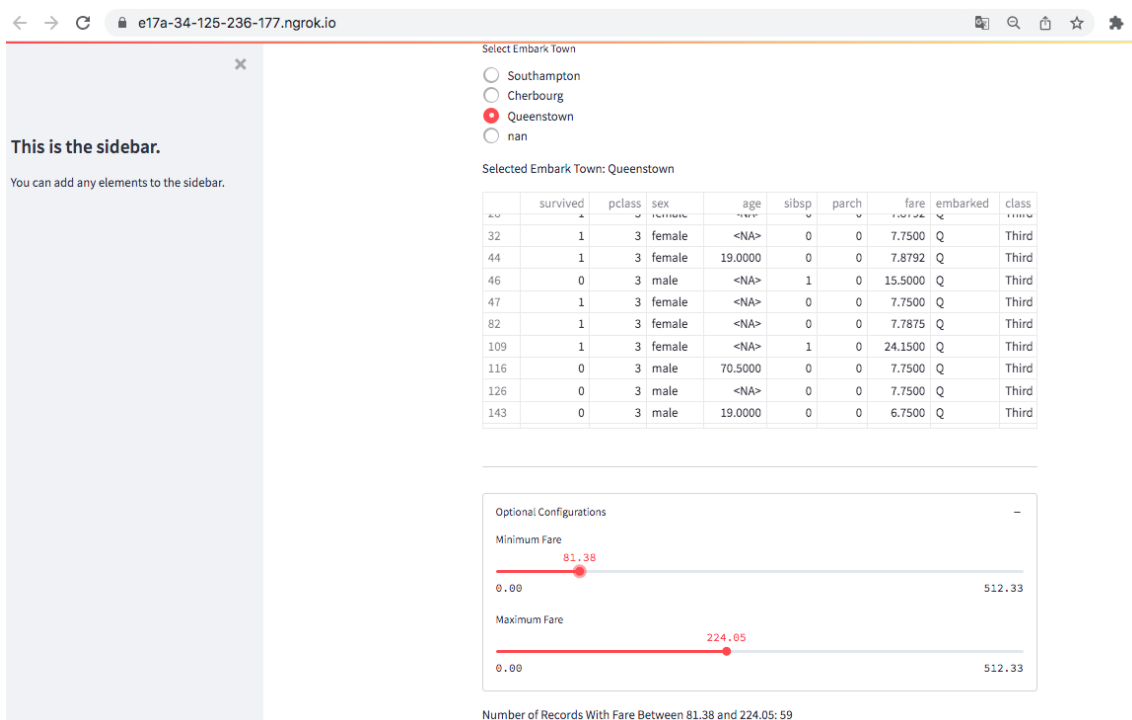 e17a-34-125-236-177.ngrok.io
Select Embark Town
Southampton
Cherbourg
Queenstown
nan
This is the sidebar.
You can add any elements to the sidebar.
Selected Embark Town: Queenstown
survived pclass sex age sibsp parch fare embarked class
32 1 3 female <NA> 0 0 7.7500 Q Third
44 1 3 female 19.0000 0 0 7.8792 Q Third
46 0 3 male <NA> 1 0 15.5000 Q Third
47 1 3 female <NA> 0 0 7.7500 Q Third
82 1 3 female <NA> 0 0 7.7875 Q Third
109 1 3 female <NA> 1 0 24.1500 Q Third
116 0 3 male 70.5000 0 0 7.7500 Q Third
126 0 3 male <NA> 0 0 7.7500 Q Third
143 0 3 male 19.0000 0 0 6.7500 Q Third
Optional Configurations
Minimum Fare
81.38
0.00 512.33
Maximum Fare
224.05
0.00 512.33
Number of Records With Fare Between 81.38 and 224.05: 59